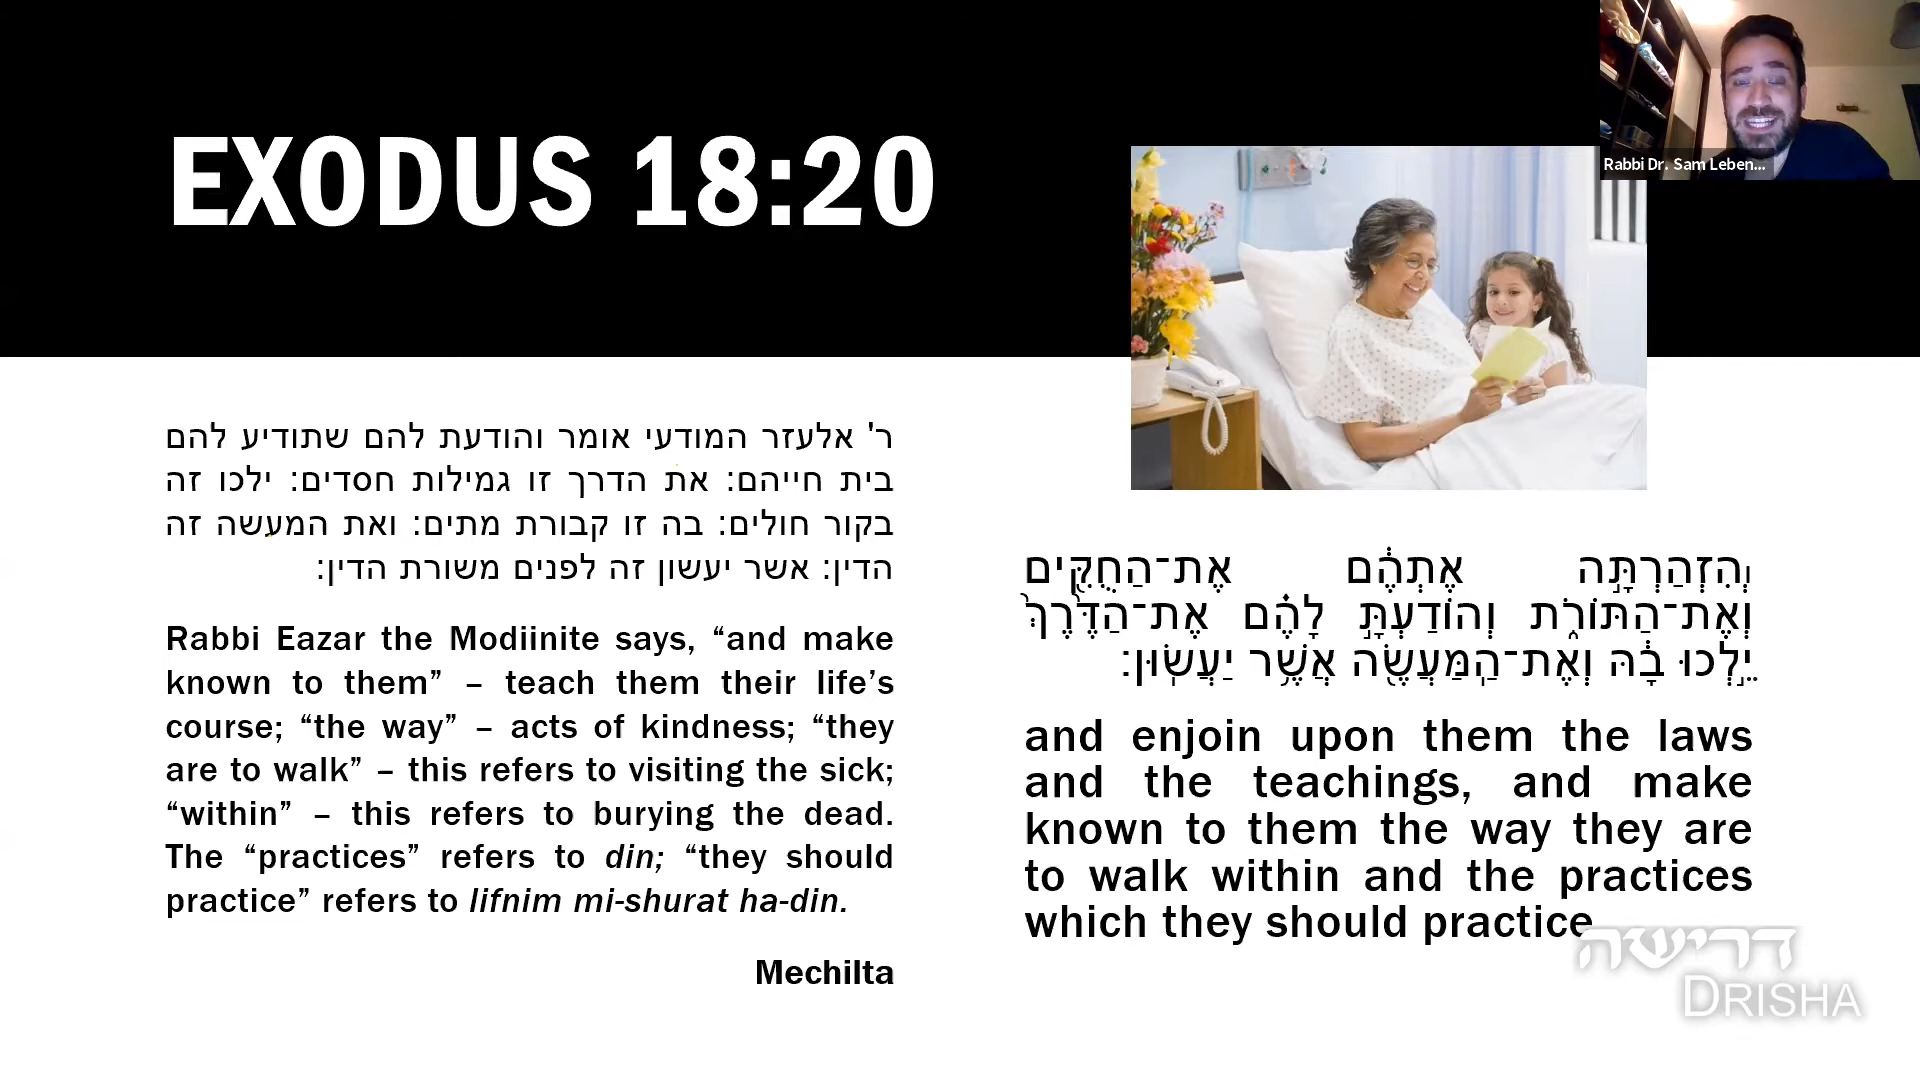 EXODUS 18:20
Rabbi Dr. Sam Leben...
ר' אלעזר המודעי אומר והודעת להם שתודיע להם
בית חייהם: את הדרך זו גמילות חסדים: ילכו זה
בקור חולים: בה זו קבורת מתים: ואת המעשה זה
הדין: אשר יעשון זה לפנים משורת הדין:
Rabbi Eazar the Modiinite says, “and make
known to them” – teach them their life’s
course; “the way” – acts of kindness; “they
are to walk” – this refers to visiting the sick;
“within” – this refers to burying the dead.
The “practices” refers to din; “they should
practice” refers to lifnim mi-shurat ha-din.
Mechilta
וְהִזְהַרְתָּ֣ה אֶתְהֶ֔ם אֶת־הַחֻקִּ֖ים
וְאֶת־הַתּוֹרֹ֑ת וְהוֹדַעְתָּ֣ לָהֶ֗ם אֶת־הַדֶּ֙רֶךְ֙
יֵ֣לְכוּ בָ֔הּ וְאֶת־הַֽמַּעֲשֶׂ֖ה אֲשֶׁ֥ר יַעֲשֽׂוּן׃
and enjoin upon them the laws
and the teachings, and make
known to them the way they are
to walk within and the practices
which they should practice
דרישה
DRISHA